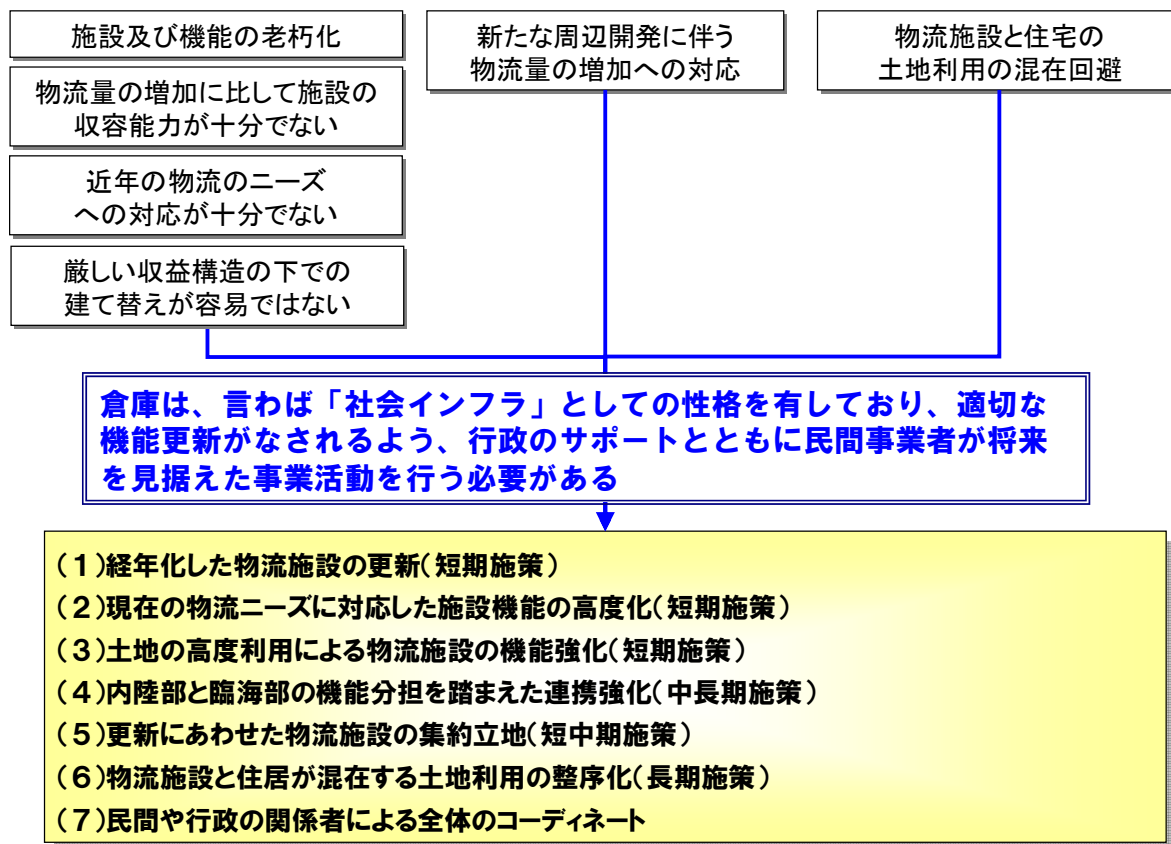 施設及び機能の老朽化
物流量の増加に比して施設の
収容能力が十分でない
近年の物流のニーズ
への対応が十分でない
厳しい収益構造の下での
建て替えが容易ではない
新たな周辺開発に伴う
物流量の増加への対応
物流施設と住宅の
土地利用の混在回避
倉庫は、言わば「社会インフラ」としての性格を有しており、適切な
機能更新がなされるよう、行政のサポートとともに民間事業者が将来
を見据えた事業活動を行う必要がある
（１）経年化した物流施設の更新（短期施策）
（２）現在の物流ニーズに対応した施設機能の高度化（短期施策）
（３）土地の高度利用による物流施設の機能強化（短期施策）
（４）内陸部と臨海部の機能分担を踏まえた連携強化（中長期施策）
（５）更新にあわせた物流施設の集約立地（短中期施策）
（６）物流施設と住居が混在する土地利用の整序化（長期施策）
（７）民間や行政の関係者による全体のコーディネート